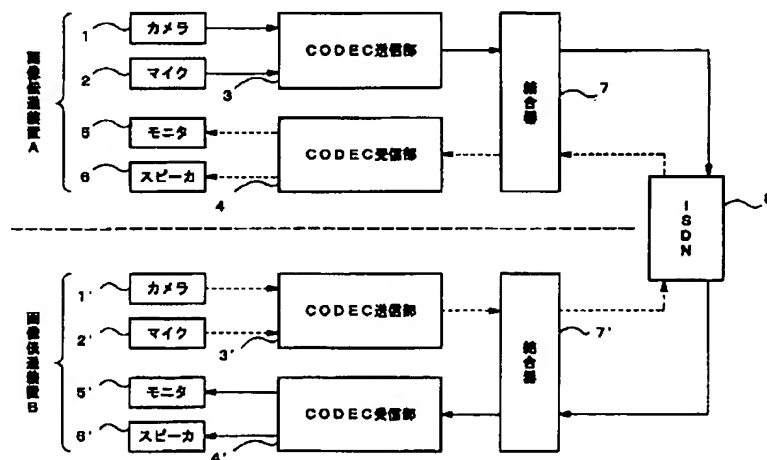 1
カメラ
2
マイク
CODEC送信部
3
5
モニタ
6
スピーカ
CODEC受信部
4
結合部
7
画像伝送装置A
ISDN
8
1'
カメラ
2'
マイク
CODEC送信部
3'
5'
モニタ
6'
スピーカ
CODEC受信部
4'
結合部
7'
画像伝送装置B